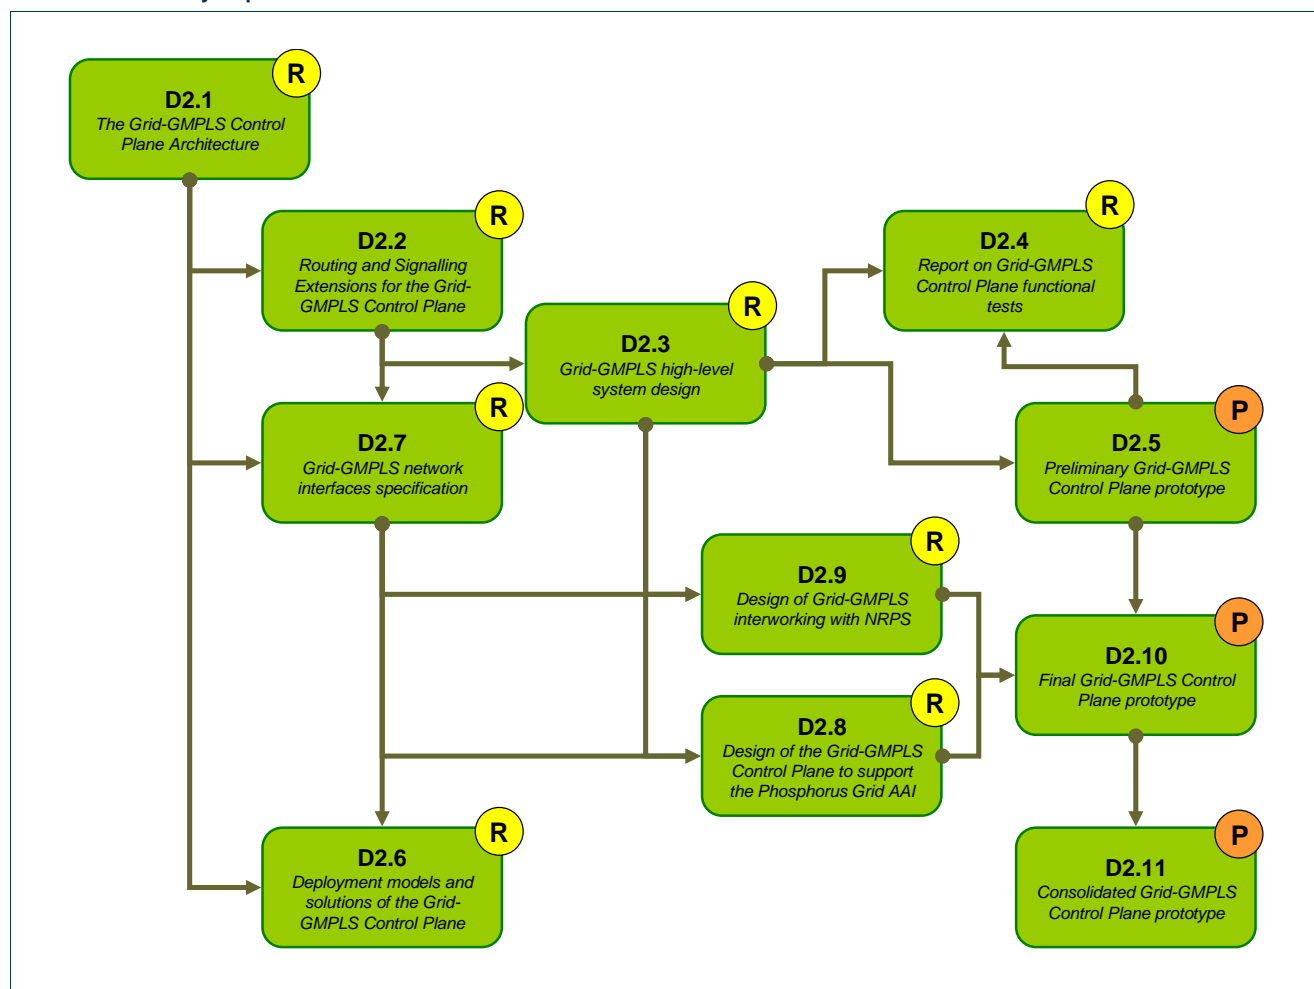 R
D2.1
The Grid-GMPLS Control
Plane Architecture
R
D2.2
Routing and Signalling
Extensions for the Grid-
GMPLS Control Plane
R
D2.4
Report on Grid-GMPLS
Control Plane functional
tests
R
D2.3
Grid-GMPLS high-level
system design
R
D2.7
Grid-GMPLS network
interfaces specification
P
D2.5
Preliminary Grid-GMPLS
Control Plane prototype
R
D2.9
Design of Grid-GMPLS
interworking with NRPS
P
D2.10
Final Grid-GMPLS Control
Plane prototype
R
D2.8
Design of the Grid-GMPLS
Control Plane to support
the Phosphorus Grid AAI
R
D2.6
Deployment models and
solutions of the Grid-
GMPLS Control Plane
P
D2.11
Consolidated Grid-GMPLS
Control Plane prototype